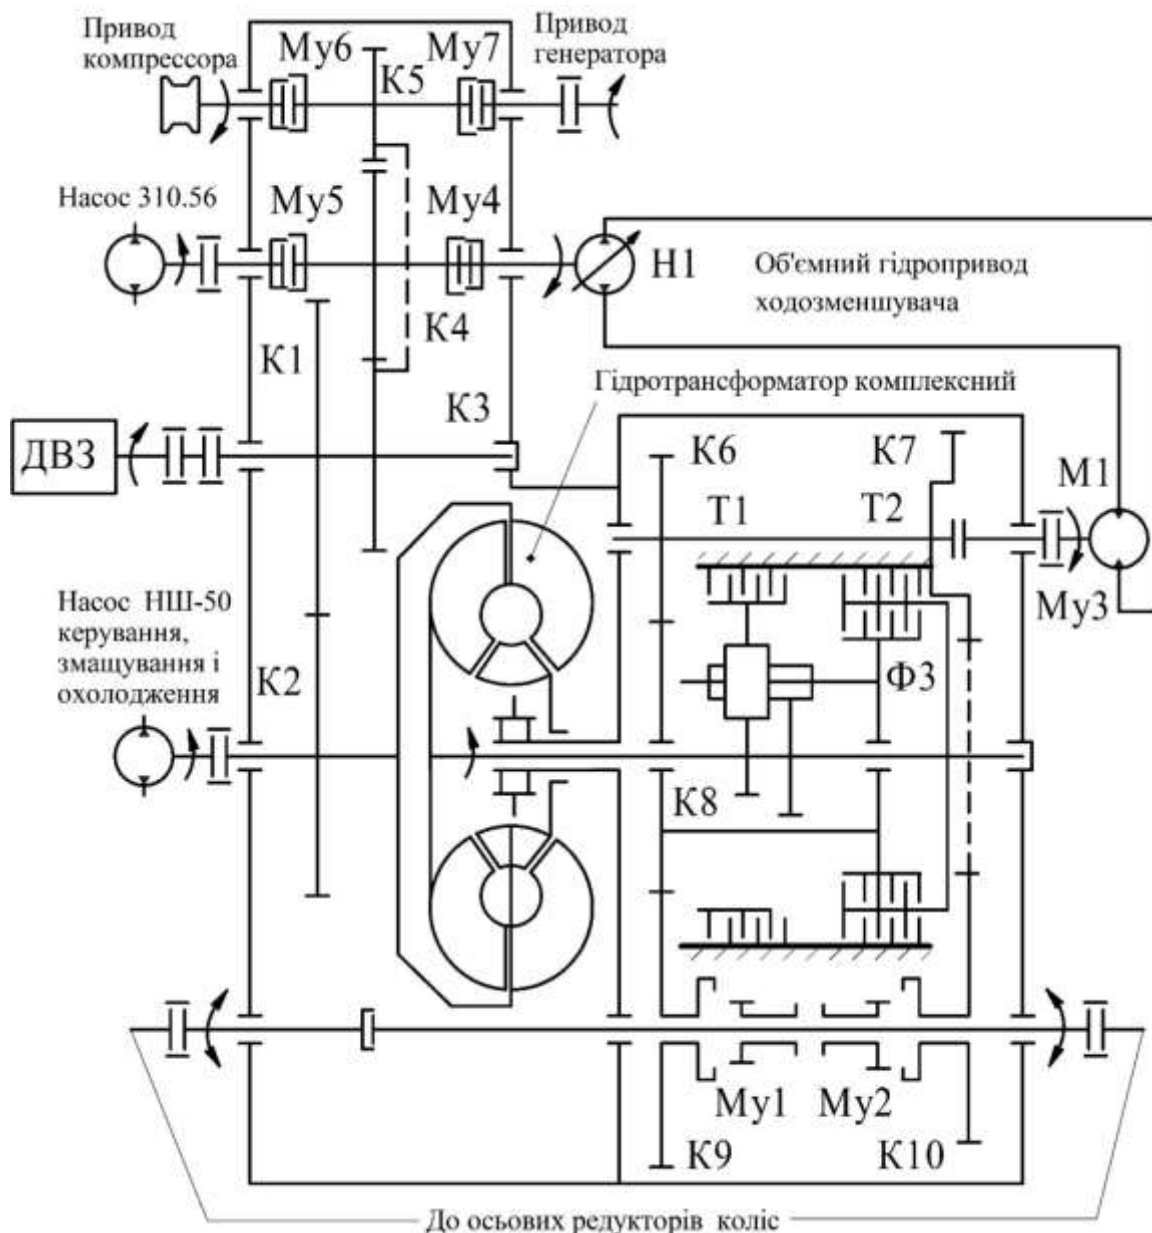 Привод
компрессора
Му6
Му7
К5
Привод
генератора
Насос 310.56
Му5
Му4
Н1
Об'ємний гідропривод
ходозменшувача
К1
К4
Гідротрансформатор комплексний
К3
ДВЗ
К6
К7
М1
Т1
Т2
Му3
Насос НШ-50
керування,
змащування і
охолодження
К2
Ф3
К8
Му1
Му2
К9
К10
До осьових редукторів коліс